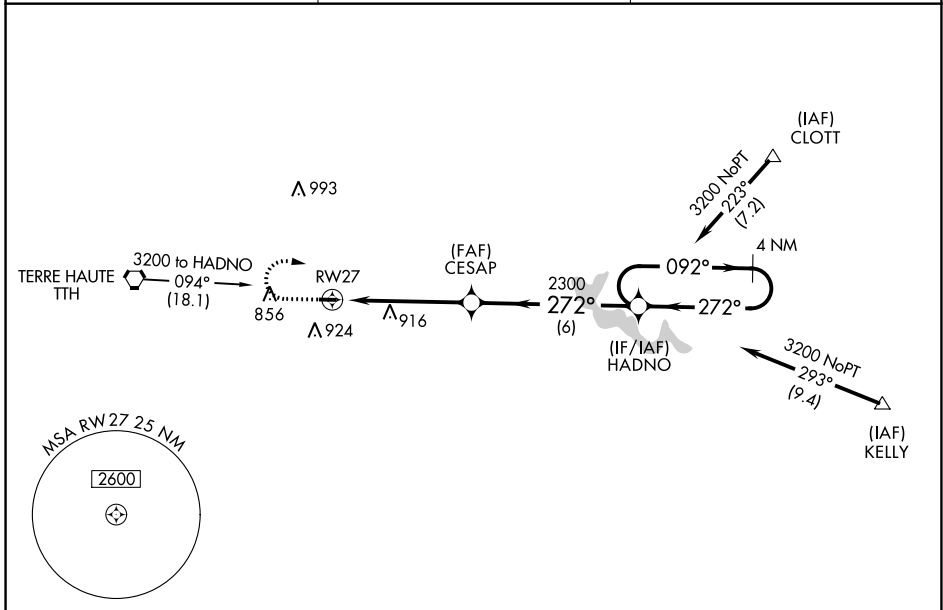 (IAF)
CLOTT
3200 NoPT
223°
(7.2)
993
4 NM
(FAF)
CESAP
3200 to HADNO
094°
(18.1)
TERRE HAUTE
TTH
RW27
092°
2300
272°
(6)
272°
856
924
916
(IF/IAF)
HADNO
3200 NoPT
293°
(9.4)
(IAF)
KELLY
MSA RW27 25 NM
2600